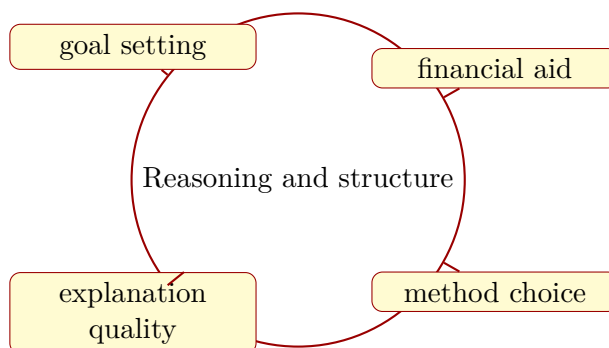 goal setting
financial aid
Reasoning and structure
explanation
quality
method choice